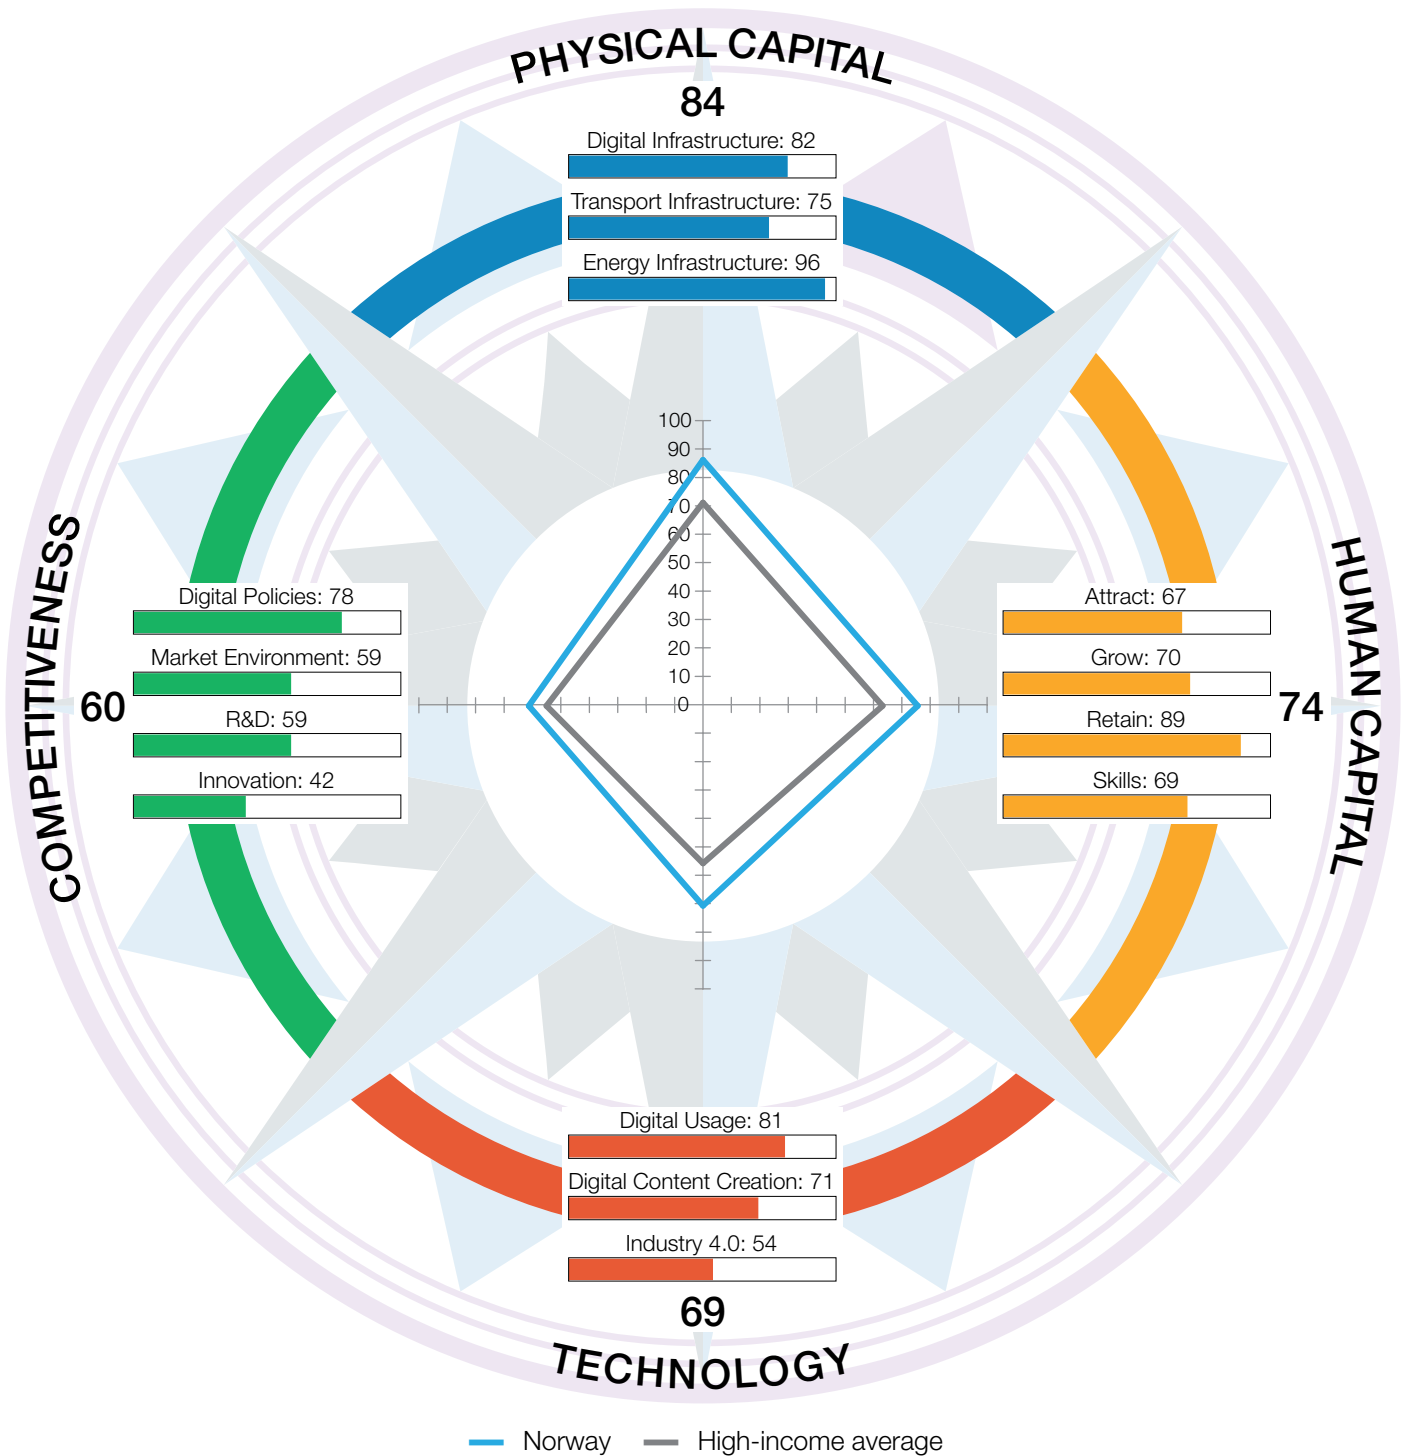 PHYSICAL CAPITAL
84
Digital Infrastructure: 82
Transport Infrastructure: 75
Energy Infrastructure: 96
100
90
80
70
60
50
40
30
20
10
0
COMPETITIVENESS
60
Digital Policies: 78
Market Environment: 59
R&D: 59
Innovation: 42
HUMAN CAPITAL
74
Attract: 67
Grow: 70
Retain: 89
Skills: 69
Digital Usage: 81
Digital Content Creation: 71
Industry 4.0: 54
69
TECHNOLOGY
Norway
High-income average